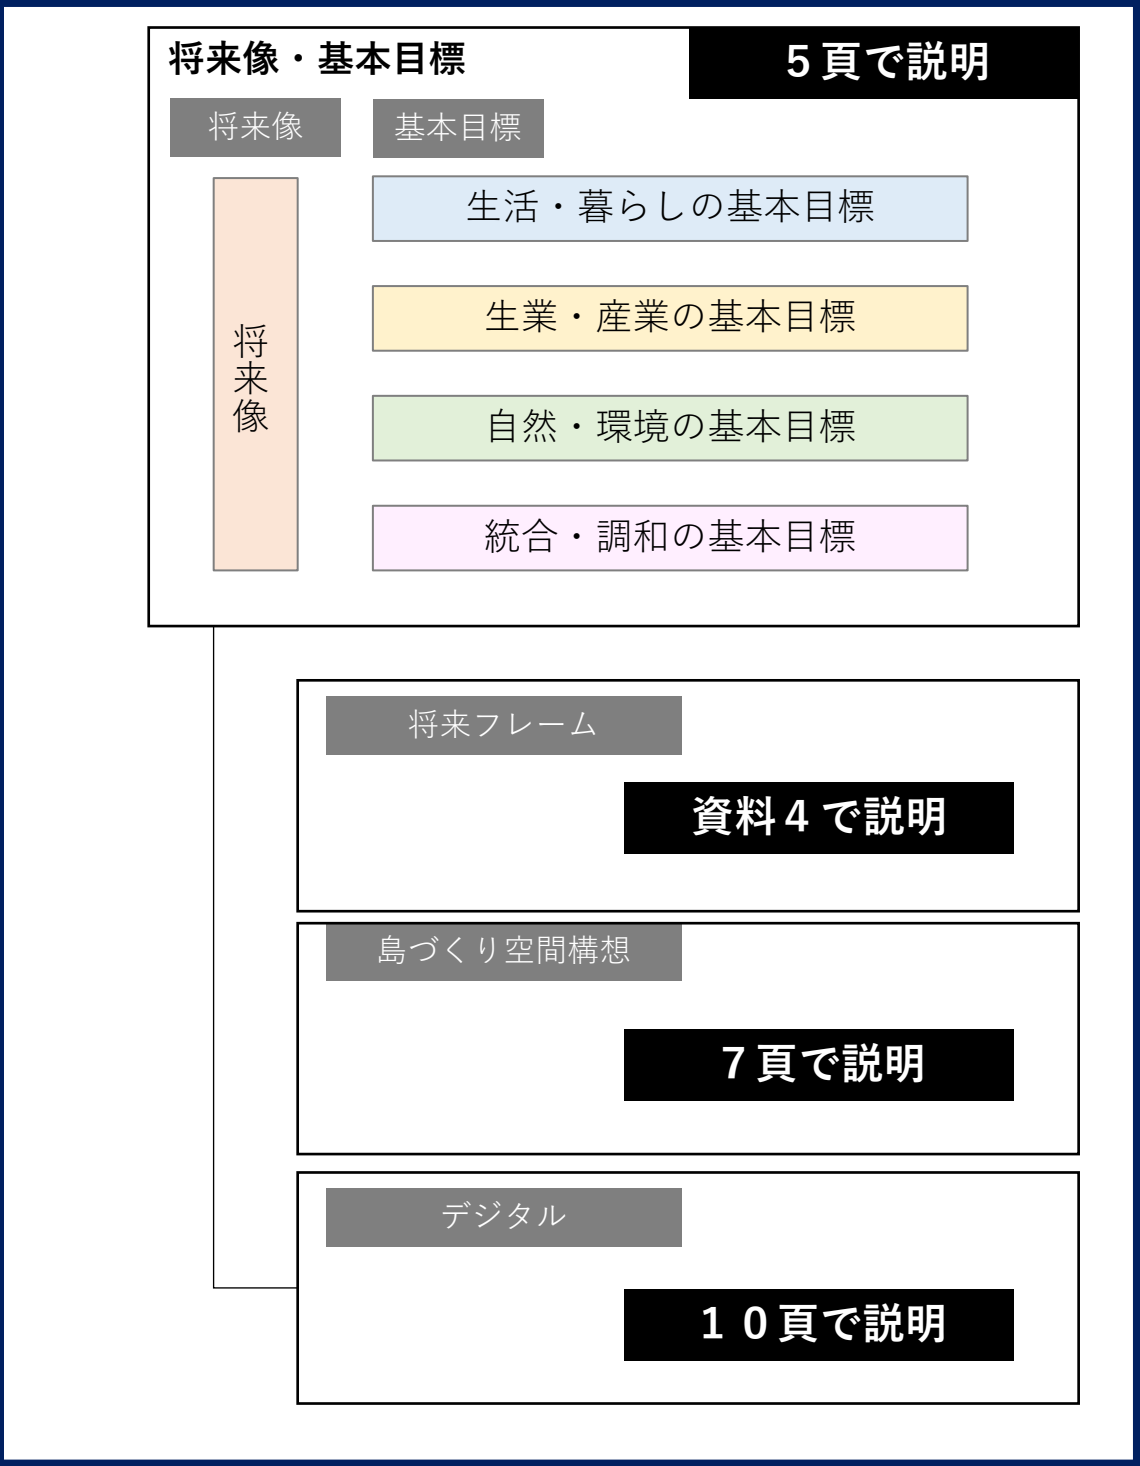 将来像・基本目標
５頁で説明
将来像
基本目標
将来像
生活・暮らしの基本目標
生業・産業の基本目標
自然・環境の基本目標
統合・調和の基本目標
将来フレーム
資料４で説明
島づくり空間構想
７頁で説明
デジタル
１０頁で説明